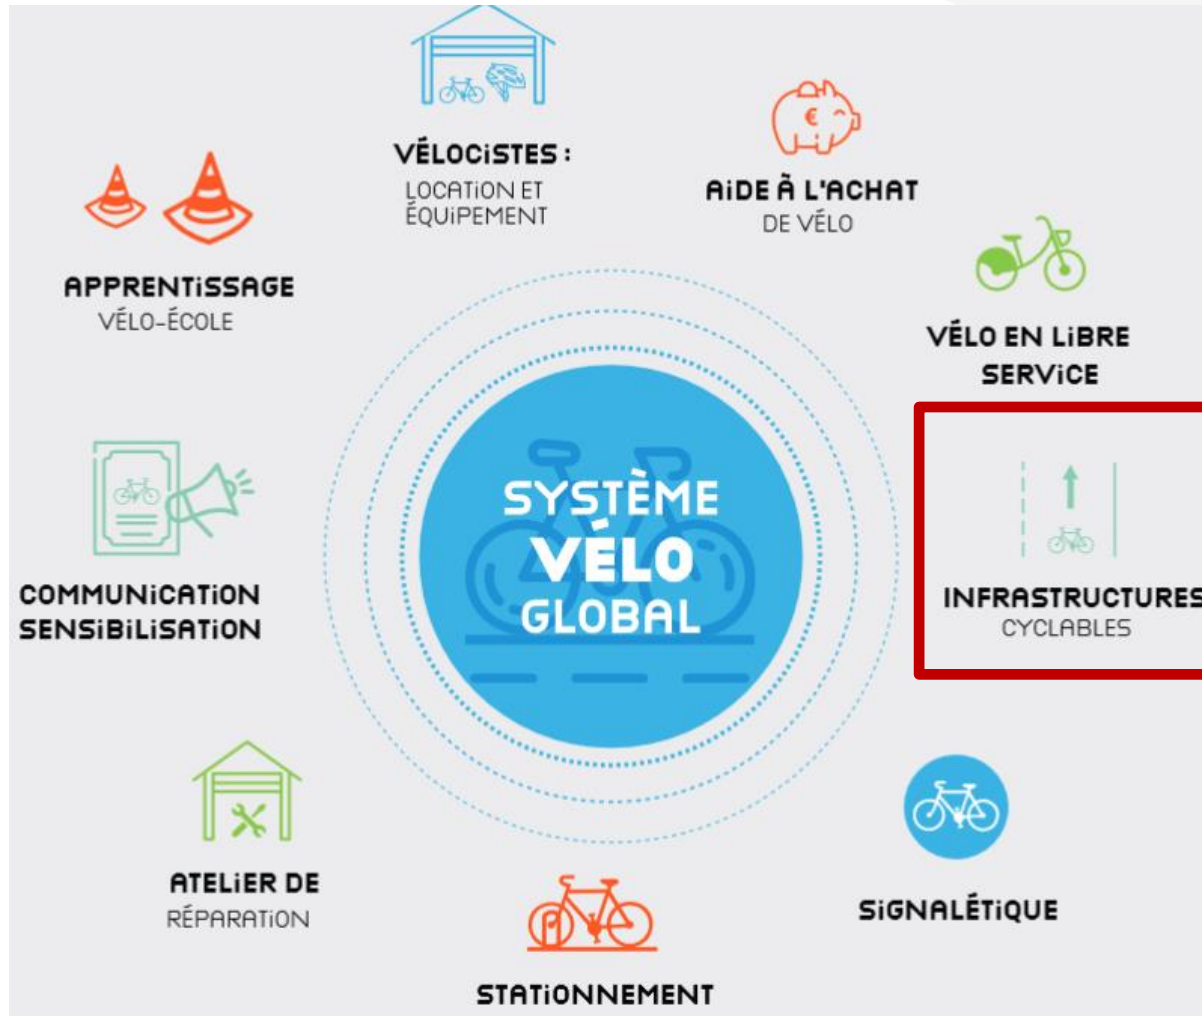 VÉLOCiSTES :
LOCATiON ET
ÉQUiPEMENT
€
AiDE À L'ACHAT
DE VÉLO
VÉLO EN LiBRE
SERViCE
INFRASTRUCTURES
CYCLABLES
SiGNALÉTiQUE
STATiONNEMENT
ATELiER DE
RÉPARATiON
COMMUNiCATiON
SENSiBiLiSATiON
APPRENTiSSAGE
VÉLO-ÉCOLE
SYSTÈME
VÉLO
GLOBAL